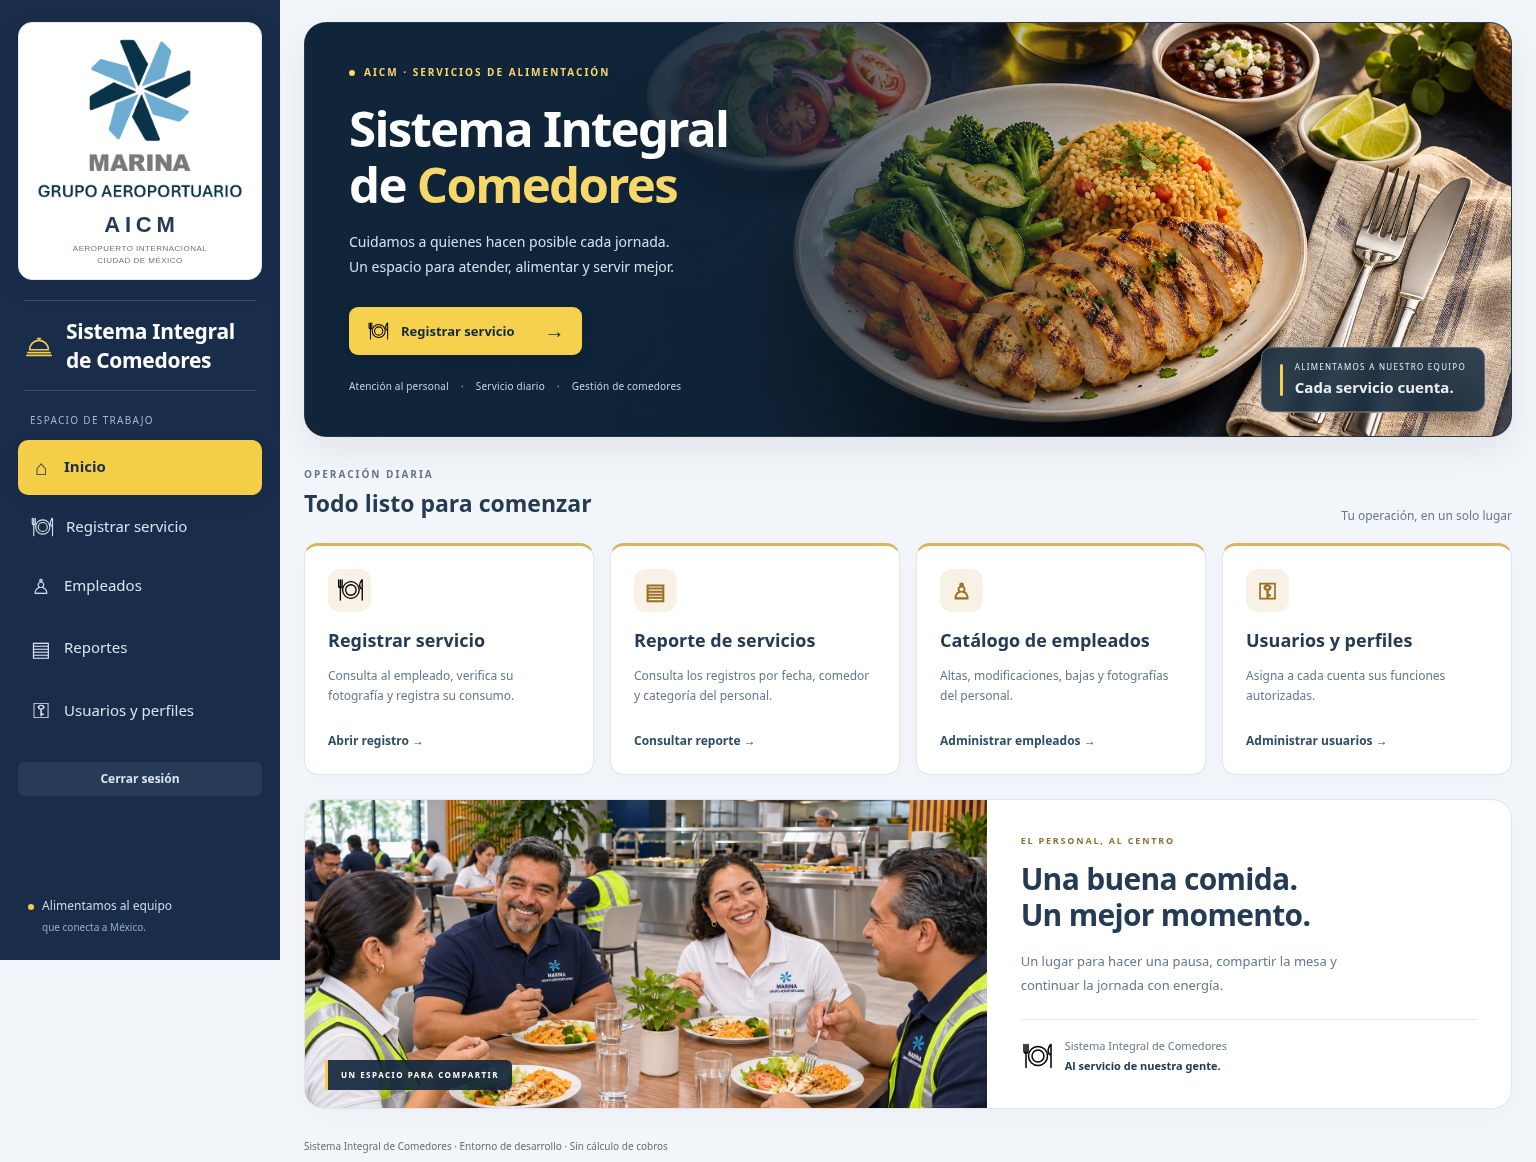 MARINA
GRUPO AEROPORTUARIO
AICM
AEROPUERTO INTERNACIONAL
CIUDAD DE MÉXICO
Sistema Integral
de Comedores
ESPACIO DE TRABAJO
Inicio
Registrar servicio
Empleados
Reportes
Usuarios y perfiles
Cerrar sesión
Alimentamos al equipo
que conecta a México.
AICM · SERVICIOS DE ALIMENTACIÓN
Sistema Integral
de Comedores
Cuidamos a quienes hacen posible cada jornada.
Un espacio para atender, alimentar y servir mejor.
Registrar servicio →
Atención al personal · Servicio diario · Gestión de comedores
ALIMENTAMOS A NUESTRO EQUIPO
Cada servicio cuenta.
OPERACIÓN DIARIA
Todo listo para comenzar
Tu operación, en un solo lugar
Registrar servicio
Consulta al empleado, verifica su
fotografía y registra su consumo.
Abrir registro →
Reporte de servicios
Consulta los registros por fecha, comedor
y categoría del personal.
Consultar reporte →
Catálogo de empleados
Altas, modificaciones, bajas y fotografías
del personal.
Administrar empleados →
Usuarios y perfiles
Asigna a cada cuenta sus funciones
autorizadas.
Administrar usuarios →
MARINA
GRUPO AEROPORTUARIO
MARINA
GRUPO AEROPORTUARIO
MARINA
UN ESPACIO PARA COMPARTIR
EL PERSONAL, AL CENTRO
Una buena comida.
Un mejor momento.
Un lugar para hacer una pausa, compartir la mesa y
continuar la jornada con energía.
Sistema Integral de Comedores
Al servicio de nuestra gente.
Sistema Integral de Comedores · Entorno de desarrollo · Sin cálculo de cobros